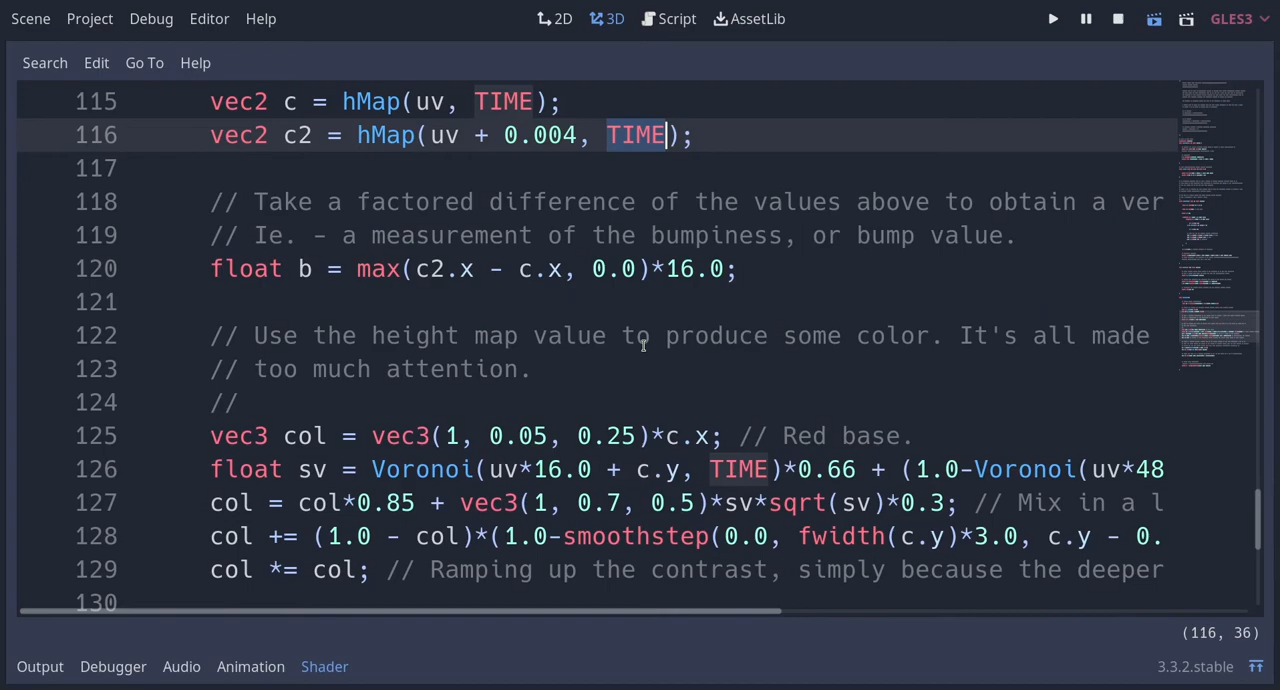 Scene Project Debug Editor Help 2D 3D Script AssetLib GLES3
Search Edit Go To Help
115 vec2 c = hMap(uv, TIME);
116 vec2 c2 = hMap(uv + 0.004, TIME);
117
118 // Take a factored difference of the values above to obtain a ver
119 // Ie. - a measurement of the bumpiness, or bump value.
120 float b = max(c2.x - c.x, 0.0)*16.0;
121
122 // Use the height map value to produce some color. It's all made
123 // too much attention.
124 //
125 vec3 col = vec3(1, 0.05, 0.25)*c.x; // Red base.
126 float sv = Voronoi(uv*16.0 + c.y, TIME)*0.66 + (1.0-Voronoi(uv*48
127 col = col*0.85 + vec3(1, 0.7, 0.5)*sv*sqrt(sv)*0.3; // Mix in a l
128 col += (1.0 - col)*(1.0-smoothstep(0.0, fwidth(c.y)*3.0, c.y - 0.
129 col *= col; // Ramping up the contrast, simply because the deeper
130
(116, 36)
Output Debugger Audio Animation Shader 3.3.2.stable